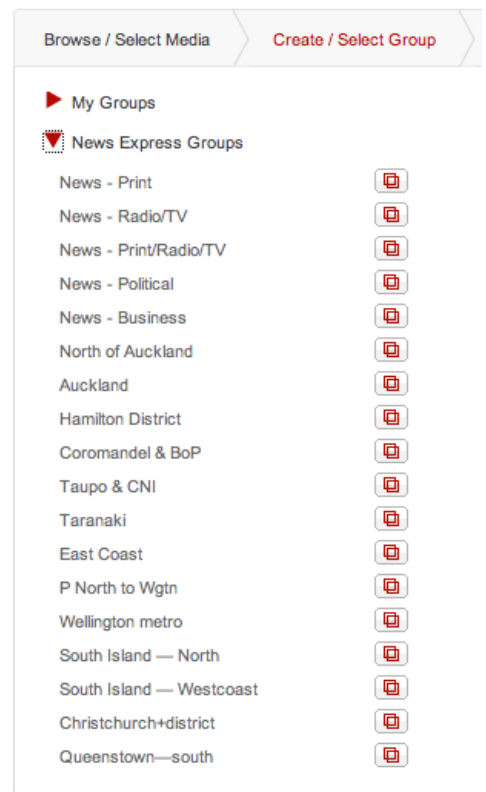 Browse / Select Media
Create / Select Group
My Groups
News Express Groups
News - Print
News - Radio/TV
News - Print/Radio/TV
News - Political
News - Business
North of Auckland
Auckland
Hamilton District
Coromandel & BoP
Taupo & CNI
Taranaki
East Coast
P North to Wgtn
Wellington metro
South Island — North
South Island — Westcoast
Christchurch+district
Queenstown—south